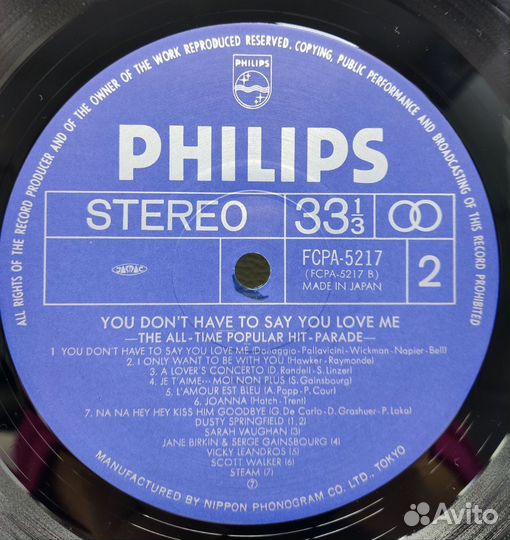 ALL RIGHTS OF THE RECORD PRODUCER AND OF THE OWNER OF THE WORK REPRODUCED RESERVED. COPYING, PUBLIC PERFORMANCE AND BROADCASTING OF THIS RECORD PROHIBITED
PHILIPS
PHILIPS
STEREO 33 1/3
FCPA-5217
(FCPA-5217 B)
MADE IN JAPAN
2
JASRAC
YOU DON'T HAVE TO SAY YOU LOVE ME
—THE ALL-TIME POPULAR HIT-PARADE—
1 YOU DON'T HAVE TO SAY YOU LOVE ME (Donaggio-Pallavicini-Wickman-Napier-Bell)
2. I ONLY WANT TO BE WITH YOU (Hawker-Raymonde)
3. A LOVER'S CONCERTO (D. Randell-S. Linzer)
4. JE T'AIME··· MOI NON PLUS (S. Gainsbourg)
5. L'AMOUR EST BLEU (A. Popp-P. Cour)
6. JOANNA (Hatch-Trent)
7. NA NA HEY HEY KISS HIM GOODBYE (G. De Carlo-D. Grashuer-P. Laka)
DUSTY SPRINGFIELD (1, 2)
SARAH VAUGHAN (3)
JANE BIRKIN & SERGE GAINSBOURG (4)
VICKY LEANDROS (5)
SCOTT WALKER (6)
STEAM (7)
MANUFACTURED BY NIPPON PHONOGRAM CO. LTD., TOKYO
Avito